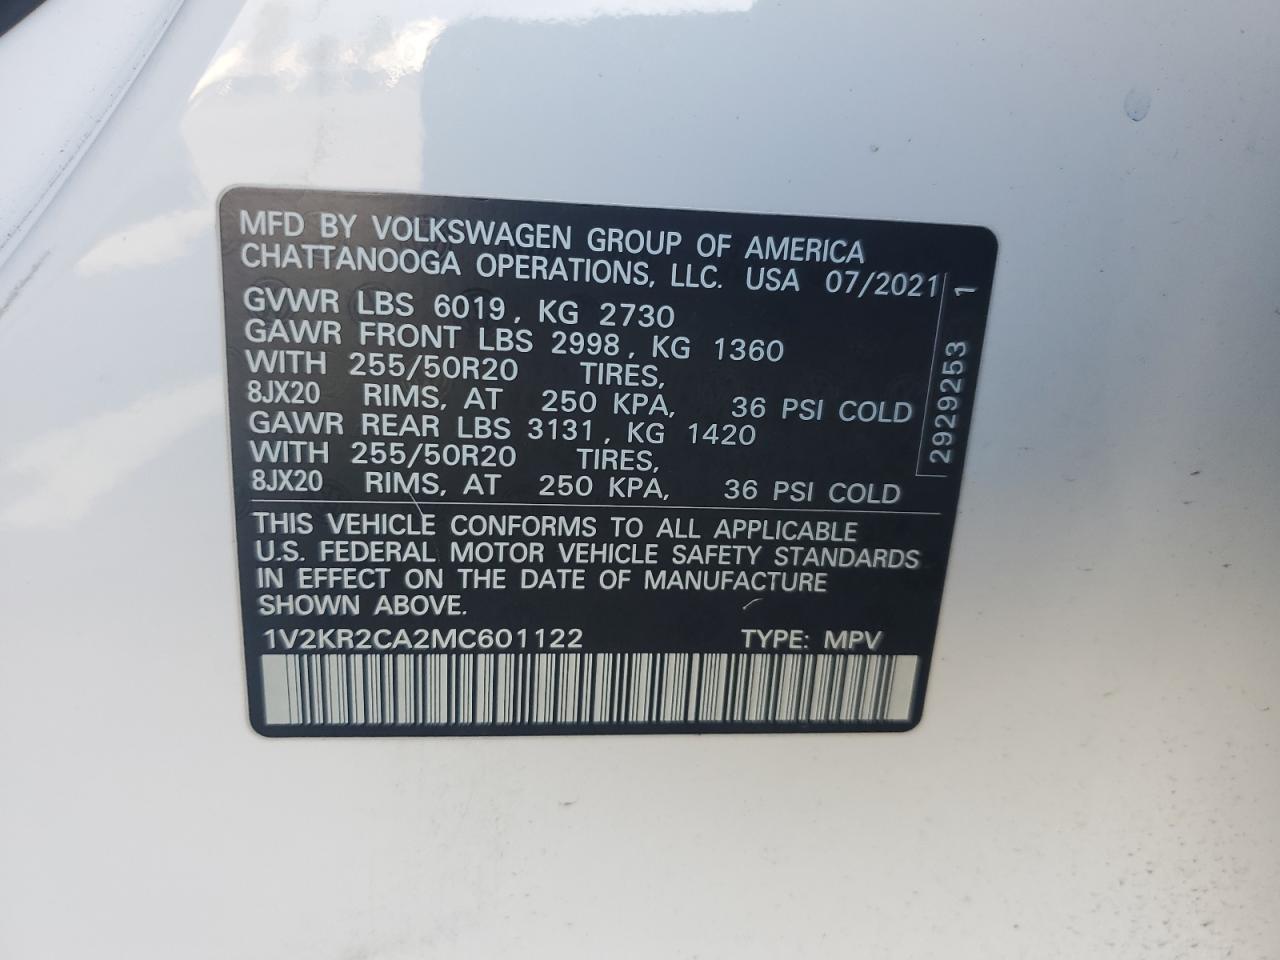 MFD BY VOLKSWAGEN GROUP OF AMERICA
CHATTANOOGA OPERATIONS, LLC. USA 07/2021
GVWR LBS 6019, KG 2730
GAWR FRONT LBS 2998, KG 1360
WITH 255/50R20 TIRES,
8JX20 RIMS, AT 250 KPA, 36 PSI COLD
GAWR REAR LBS 3131, KG 1420
WITH 255/50R20 TIRES,
8JX20 RIMS, AT 250 KPA, 36 PSI COLD
2929253 1
THIS VEHICLE CONFORMS TO ALL APPLICABLE
U.S. FEDERAL MOTOR VEHICLE SAFETY STANDARDS
IN EFFECT ON THE DATE OF MANUFACTURE
SHOWN ABOVE.
1V2KR2CA2MC601122 TYPE: MPV